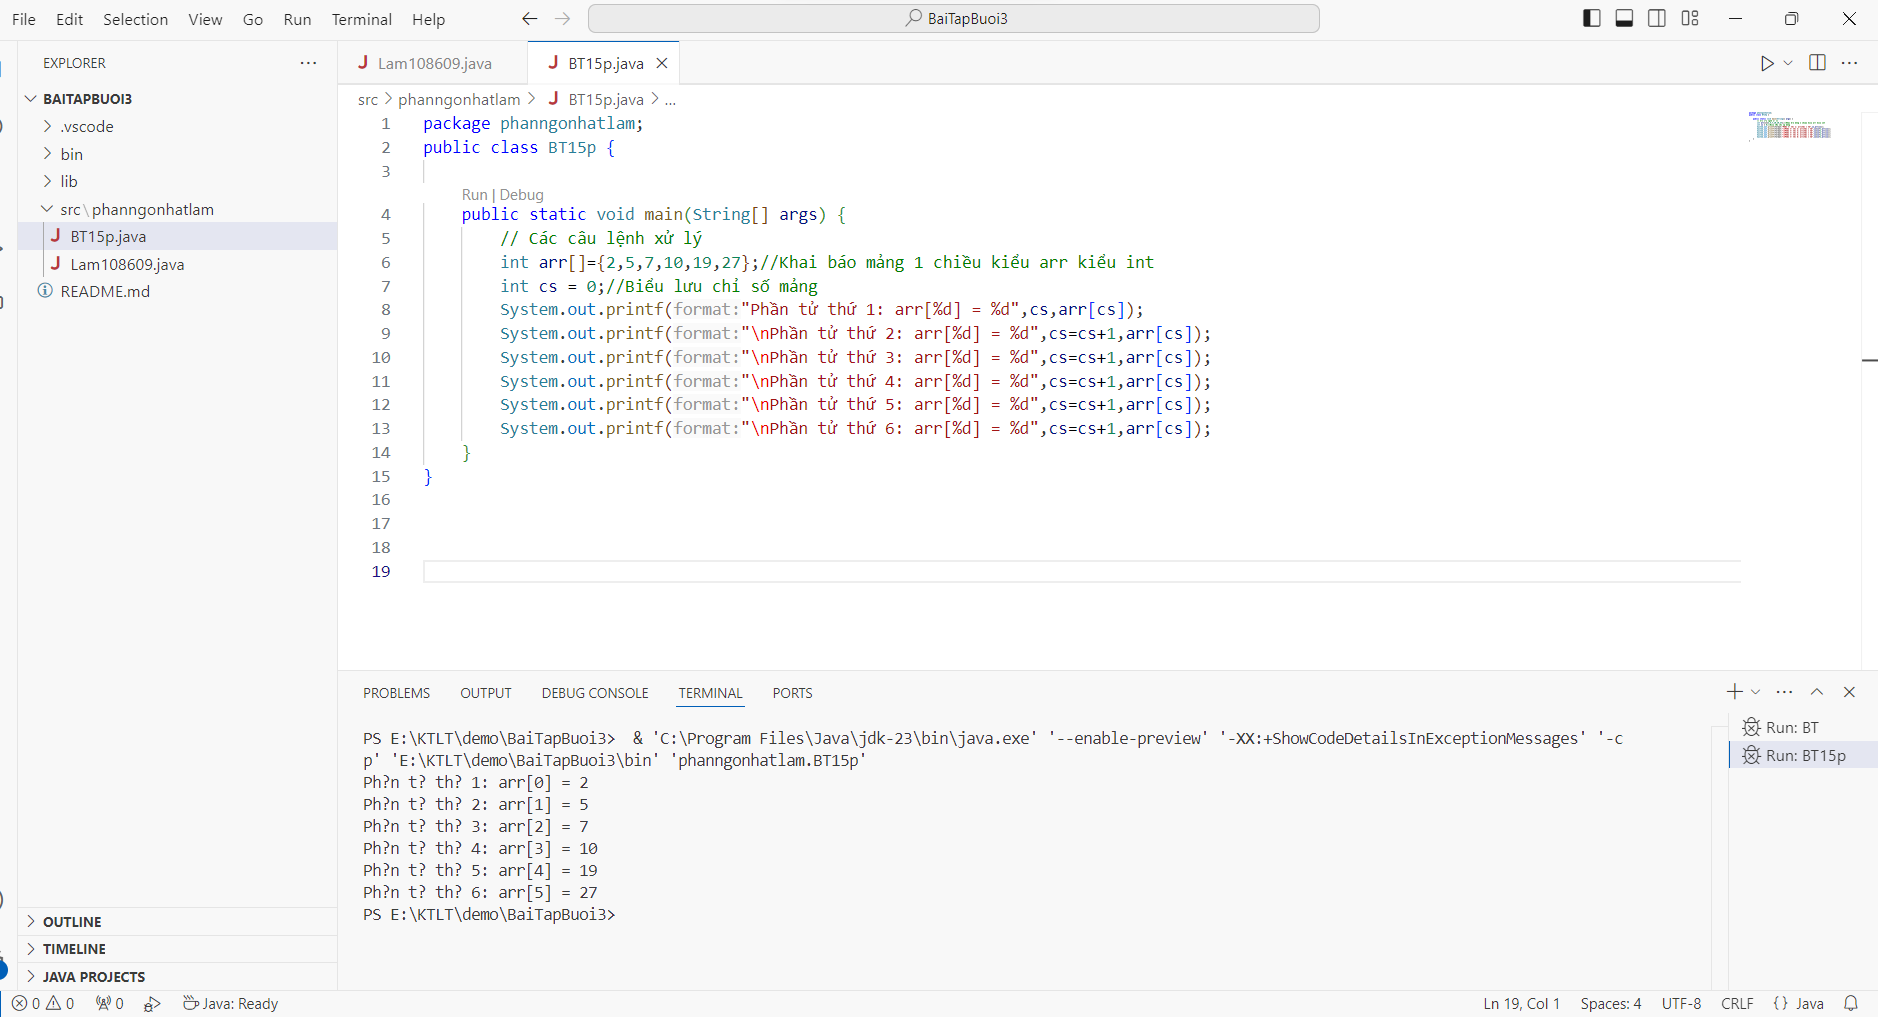 File Edit Selection View Go Run Terminal Help
BaiTapBuoi3
EXPLORER
BAITAPBUOI3
.vscode
bin
lib
src\phanngonhatlam
BT15p.java
Lam108609.java
README.md
OUTLINE
TIMELINE
JAVA PROJECTS
Lam108609.java BT15p.java
src > phanngonhatlam > BT15p.java > ...
1 package phanngonhatlam;
2 public class BT15p {
3
Run | Debug
4 public static void main(String[] args) {
5 // Các câu lệnh xử lý
6 int arr[]={2,5,7,10,19,27};//Khai báo mảng 1 chiều kiểu arr kiểu int
7 int cs = 0;//Biểu lưu chỉ số mảng
8 System.out.printf(format:"Phần tử thứ 1: arr[%d] = %d",cs,arr[cs]);
9 System.out.printf(format:"\nPhần tử thứ 2: arr[%d] = %d",cs=cs+1,arr[cs]);
10 System.out.printf(format:"\nPhần tử thứ 3: arr[%d] = %d",cs=cs+1,arr[cs]);
11 System.out.printf(format:"\nPhần tử thứ 4: arr[%d] = %d",cs=cs+1,arr[cs]);
12 System.out.printf(format:"\nPhần tử thứ 5: arr[%d] = %d",cs=cs+1,arr[cs]);
13 System.out.printf(format:"\nPhần tử thứ 6: arr[%d] = %d",cs=cs+1,arr[cs]);
14 }
15 }
16
17
18
19
PROBLEMS OUTPUT DEBUG CONSOLE TERMINAL PORTS
PS E:\KTLT\demo\BaiTapBuoi3>  & 'C:\Program Files\Java\jdk-23\bin\java.exe' '--enable-preview' '-XX:+ShowCodeDetailsInExceptionMessages' '-c
p' 'E:\KTLT\demo\BaiTapBuoi3\bin' 'phanngonhatlam.BT15p'
Ph?n t? th? 1: arr[0] = 2
Ph?n t? th? 2: arr[1] = 5
Ph?n t? th? 3: arr[2] = 7
Ph?n t? th? 4: arr[3] = 10
Ph?n t? th? 5: arr[4] = 19
Ph?n t? th? 6: arr[5] = 27
PS E:\KTLT\demo\BaiTapBuoi3>
Run: BT
Run: BT15p
0 0 0 Java: Ready Ln 19, Col 1 Spaces: 4 UTF-8 CRLF {} Java